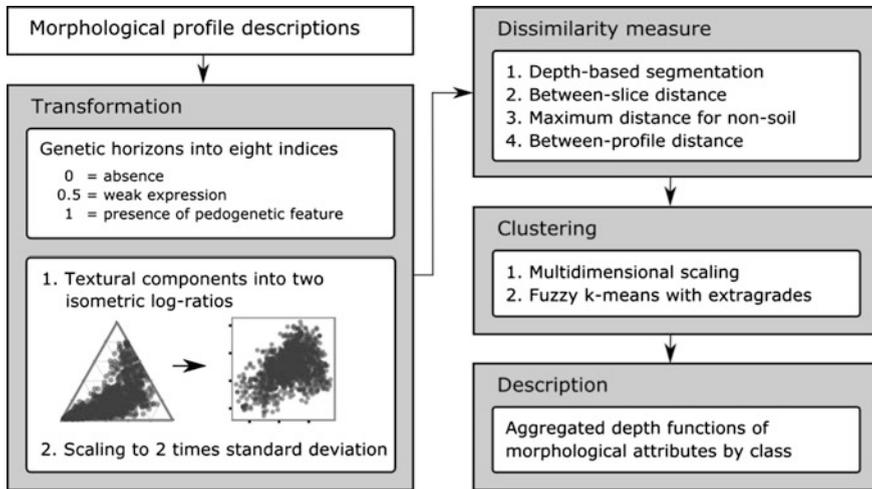 Morphological profile descriptions
Transformation
Genetic horizons into eight indices
0 = absence
0.5 = weak expression
1 = presence of pedogenetic feature
1. Textural components into two
isometric log-ratios
2. Scaling to 2 times standard deviation
Dissimilarity measure
1. Depth-based segmentation
2. Between-slice distance
3. Maximum distance for non-soil
4. Between-profile distance
Clustering
1. Multidimensional scaling
2. Fuzzy k-means with extragrades
Description
Aggregated depth functions of
morphological attributes by class